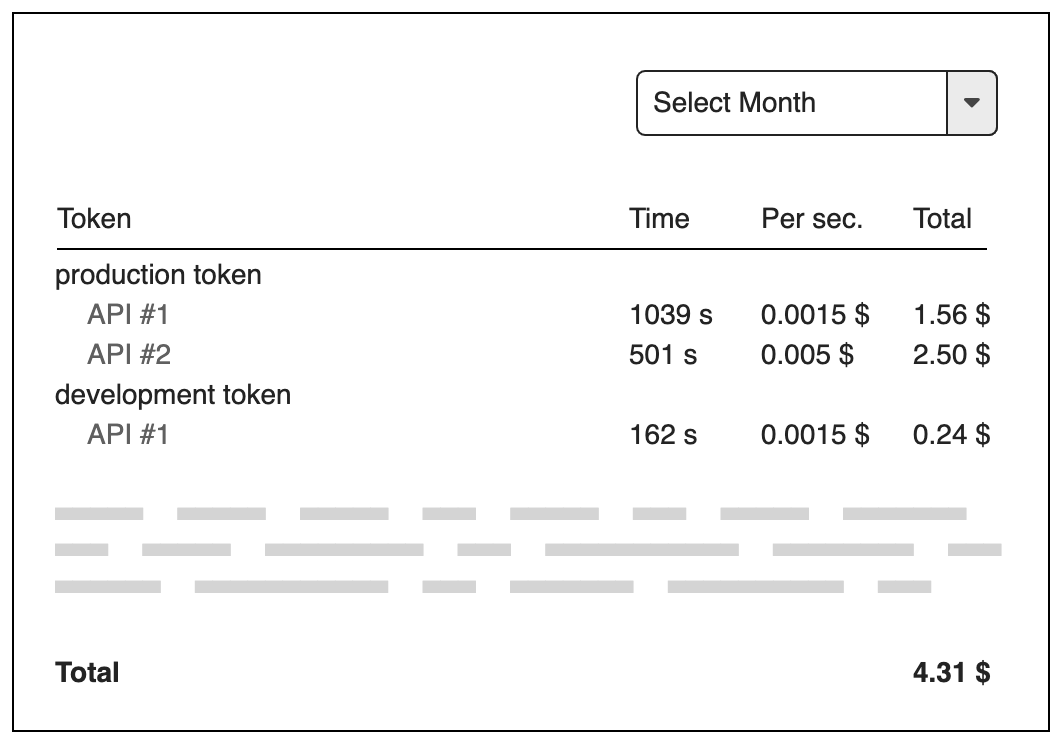 Select Month
Token Time Per sec. Total
production token
API #1 1039 s 0.0015 $ 1.56 $
API #2 501 s 0.005 $ 2.50 $
development token
API #1 162 s 0.0015 $ 0.24 $
Total 4.31 $